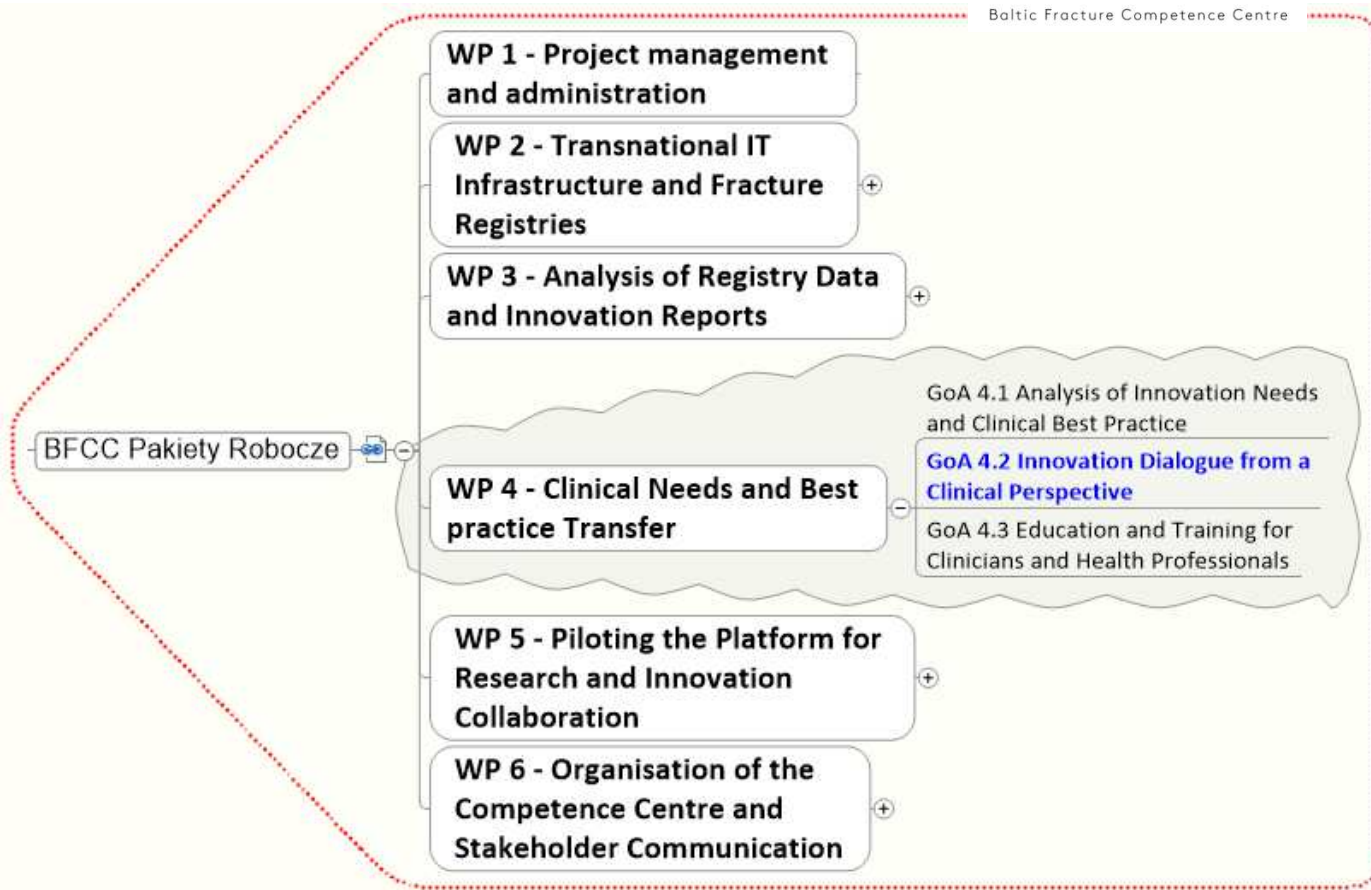 Baltic Fracture Competence Centre
WP 1 - Project management
and administration
WP 2 - Transnational IT
Infrastructure and Fracture
Registries
WP 3 - Analysis of Registry Data
and Innovation Reports
BFCC Pakiety Robocze
WP 4 - Clinical Needs and Best
practice Transfer
GoA 4.1 Analysis of Innovation Needs
and Clinical Best Practice
GoA 4.2 Innovation Dialogue from a
Clinical Perspective
GoA 4.3 Education and Training for
Clinicians and Health Professionals
WP 5 - Piloting the Platform for
Research and Innovation
Collaboration
WP 6 - Organisation of the
Competence Centre and
Stakeholder Communication